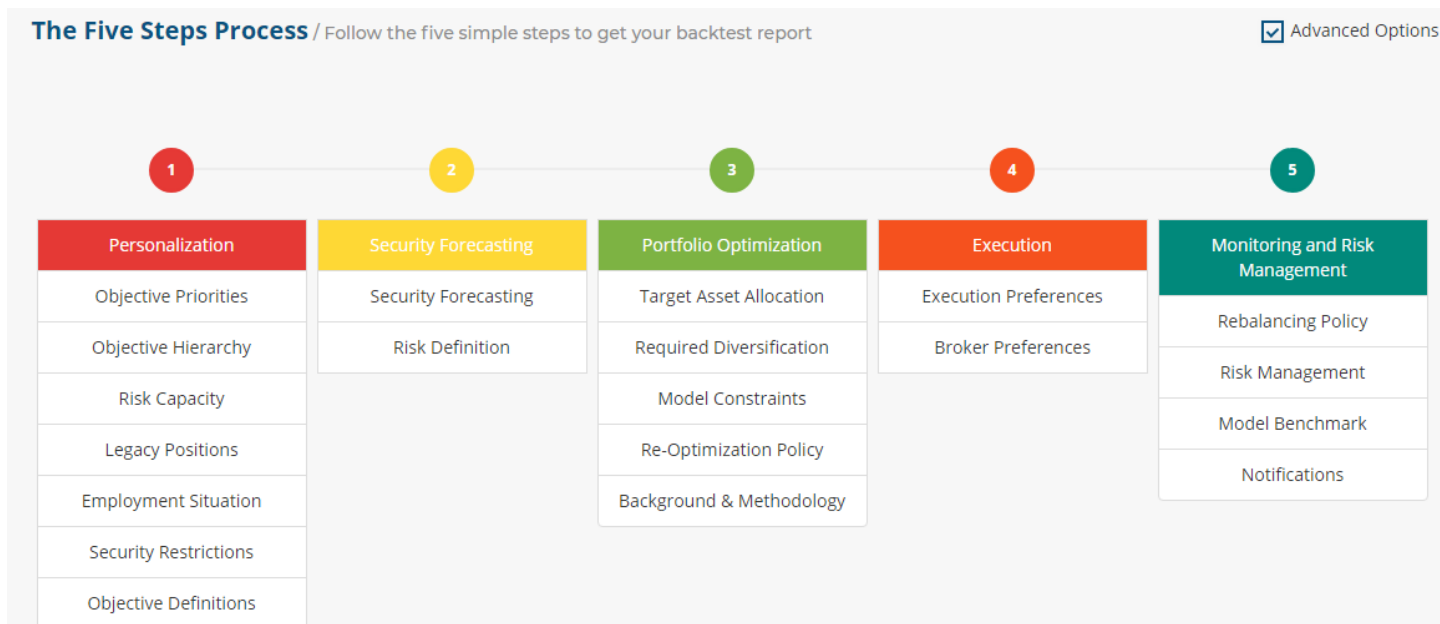 The Five Steps Process / Follow the five simple steps to get your backtest report
Advanced Options
1
2
3
4
5
Personalization
Objective Priorities
Objective Hierarchy
Risk Capacity
Legacy Positions
Employment Situation
Security Restrictions
Objective Definitions
Security Forecasting
Security Forecasting
Risk Definition
Portfolio Optimization
Target Asset Allocation
Required Diversification
Model Constraints
Re-Optimization Policy
Background & Methodology
Execution
Execution Preferences
Broker Preferences
Monitoring and Risk
Management
Rebalancing Policy
Risk Management
Model Benchmark
Notifications